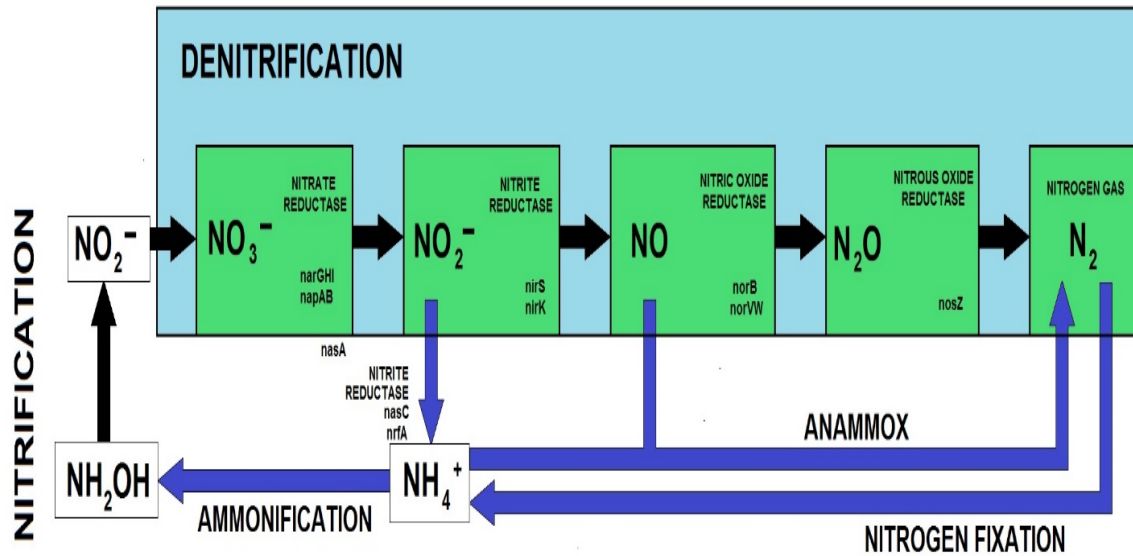 DENITRIFICATION
NITRIFICATION
NO₂⁻
NITRATE
REDUCTASE
NO₃⁻
narGHI
napAB
NITRITE
REDUCTASE
NO₂⁻
nirS
nirK
NITRIC OXIDE
REDUCTASE
NO
norB
norVW
NITROUS OXIDE
REDUCTASE
N₂O
nosZ
NITROGEN GAS
N₂
nasA
NITRITE
REDUCTASE
nasC
nrfA
NH₂OH
AMMONIFICATION
NH₄⁺
ANAMMOX
NITROGEN FIXATION